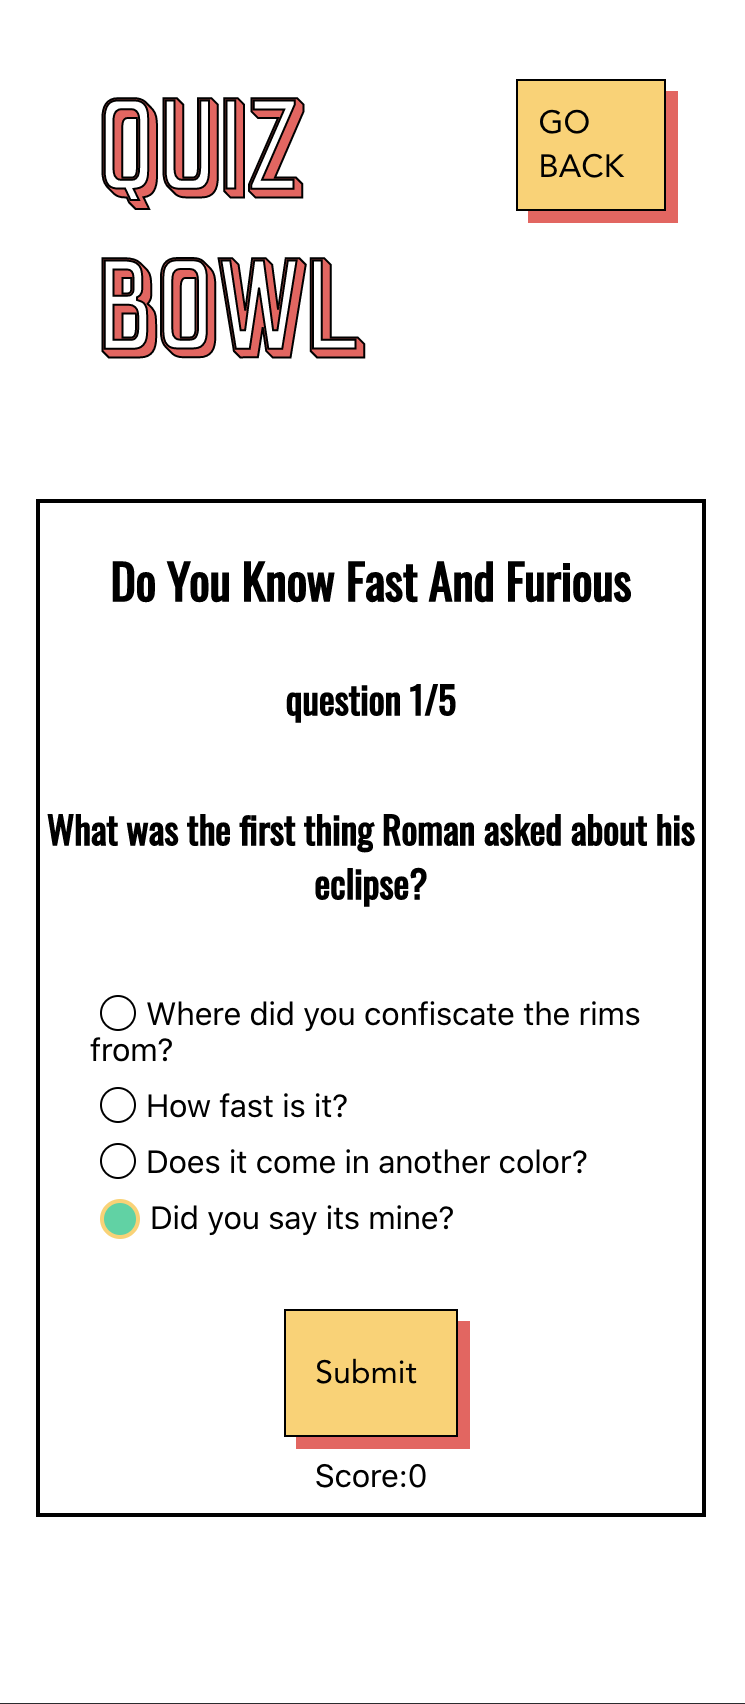 QUIZ
BOWL
GO
BACK
Do You Know Fast And Furious
question 1/5
What was the first thing Roman asked about his
eclipse?
Where did you confiscate the rims
from?
How fast is it?
Does it come in another color?
Did you say its mine?
Submit
Score:0